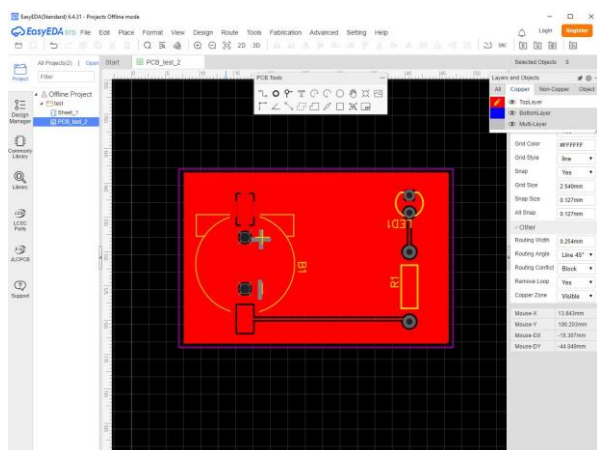 EasyEDA(Standard) 6.4.31 - Projects Offline mode
EasyEDA STD File Edit Place Format View Design Route Tools Fabrication Advanced Setting Help
Login
Register
2D 3D
All Projects(2) | Open
Start
PCB_test_2
Selected Objects 0
Filter
Project
Offline Project
test
Sheet_1
PCB_test_2
Design Manager
Commonly Library
Library
LCSC Parts
JLCPCB
Support
PCB Tools
Layers and Objects
All Copper Non-Copper Object
TopLayer
BottomLayer
Multi-Layer
Grid Color #FFFFFF
Grid Style line
Snap Yes
Grid Size 2.540mm
Snap Size 0.127mm
Alt Snap 0.127mm
- Other
Routing Width 0.254mm
Routing Angle Line 45°
Routing Conflict Block
Remove Loop Yes
Copper Zone Visible
Mouse-X 13.843mm
Mouse-Y 100.203mm
Mouse-DX -15.307mm
Mouse-DY -44.049mm
LED1
B1
R1